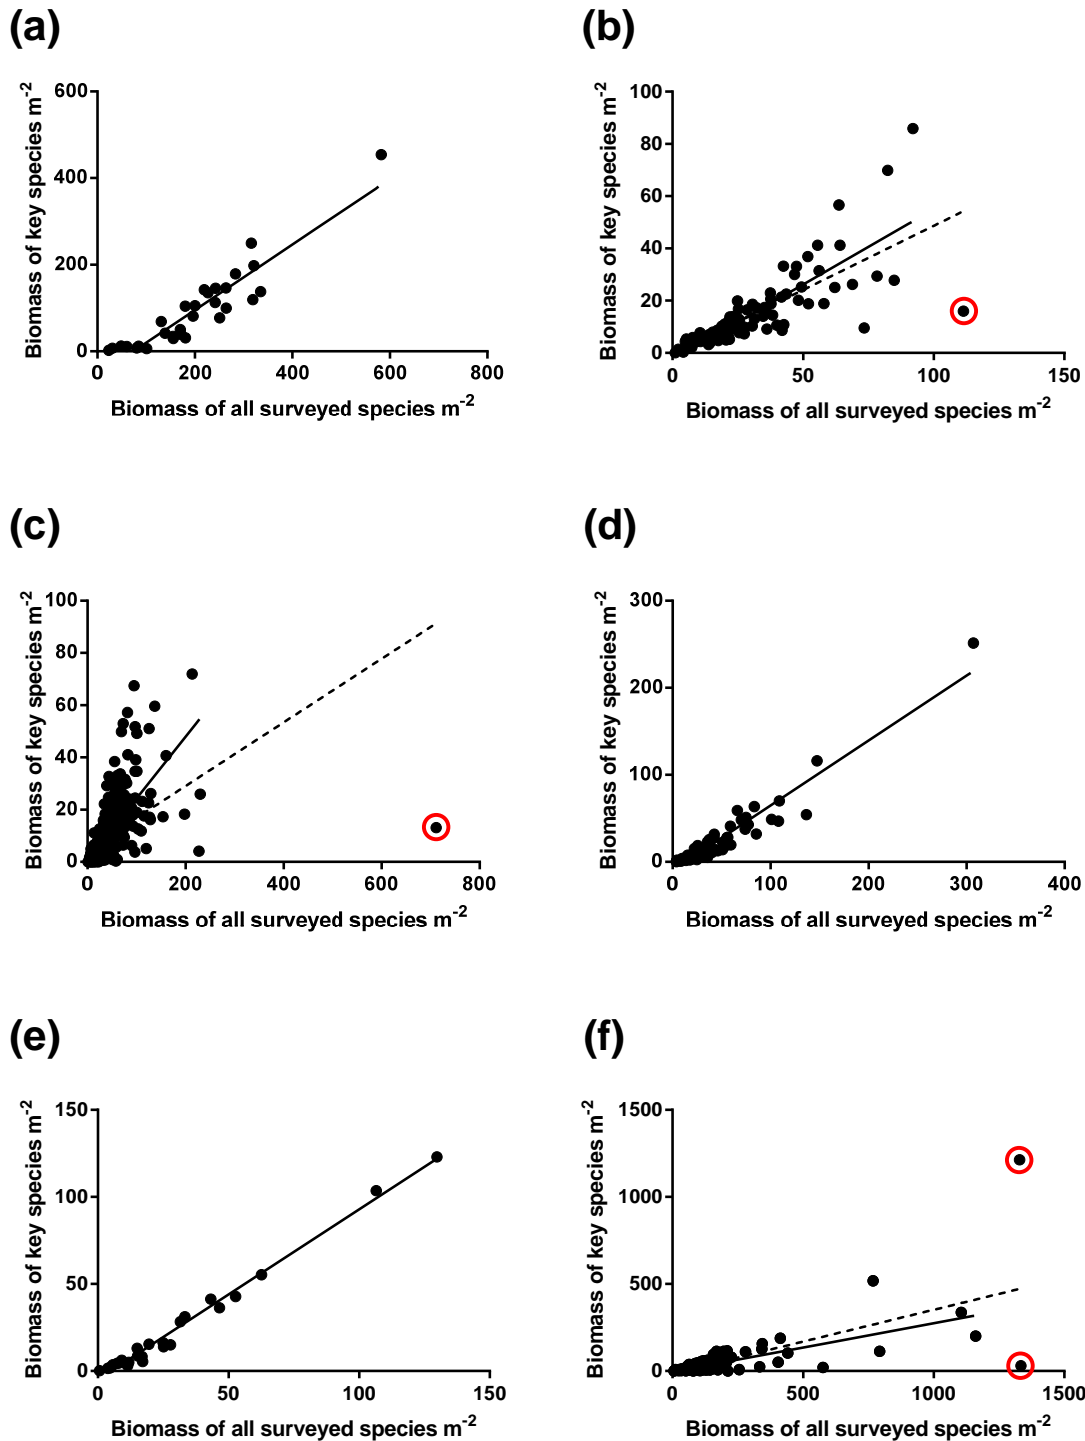 (a)
(b)
600
400
200
0
0 200 400 600 800
Biomass of key species m-2
Biomass of all surveyed species m-2
100
80
60
40
20
0
0 50 100 150
Biomass of key species m-2
Biomass of all surveyed species m-2
(c)
(d)
100
80
60
40
20
0
0 200 400 600 800
Biomass of key species m-2
Biomass of all surveyed species m-2
300
200
100
0
0 100 200 300 400
Biomass of key species m-2
Biomass of all surveyed species m-2
(e)
(f)
150
100
50
0
0 50 100 150
Biomass of key species m-2
Biomass of all surveyed species m-2
1500
1000
500
0
0 500 1000 1500
Biomass of key species m-2
Biomass of all surveyed species m-2